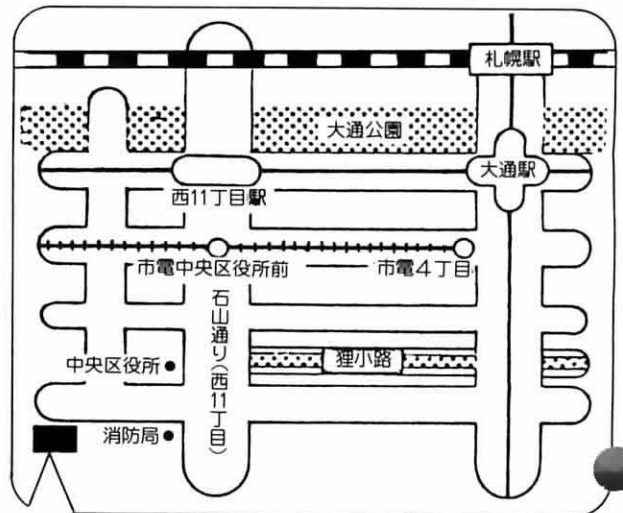 札幌駅
大通公園
大通駅
西11丁目駅
市電中央区役所前
市電4丁目
石山通り(西11丁目)
狸小路
中央区役所
消防局